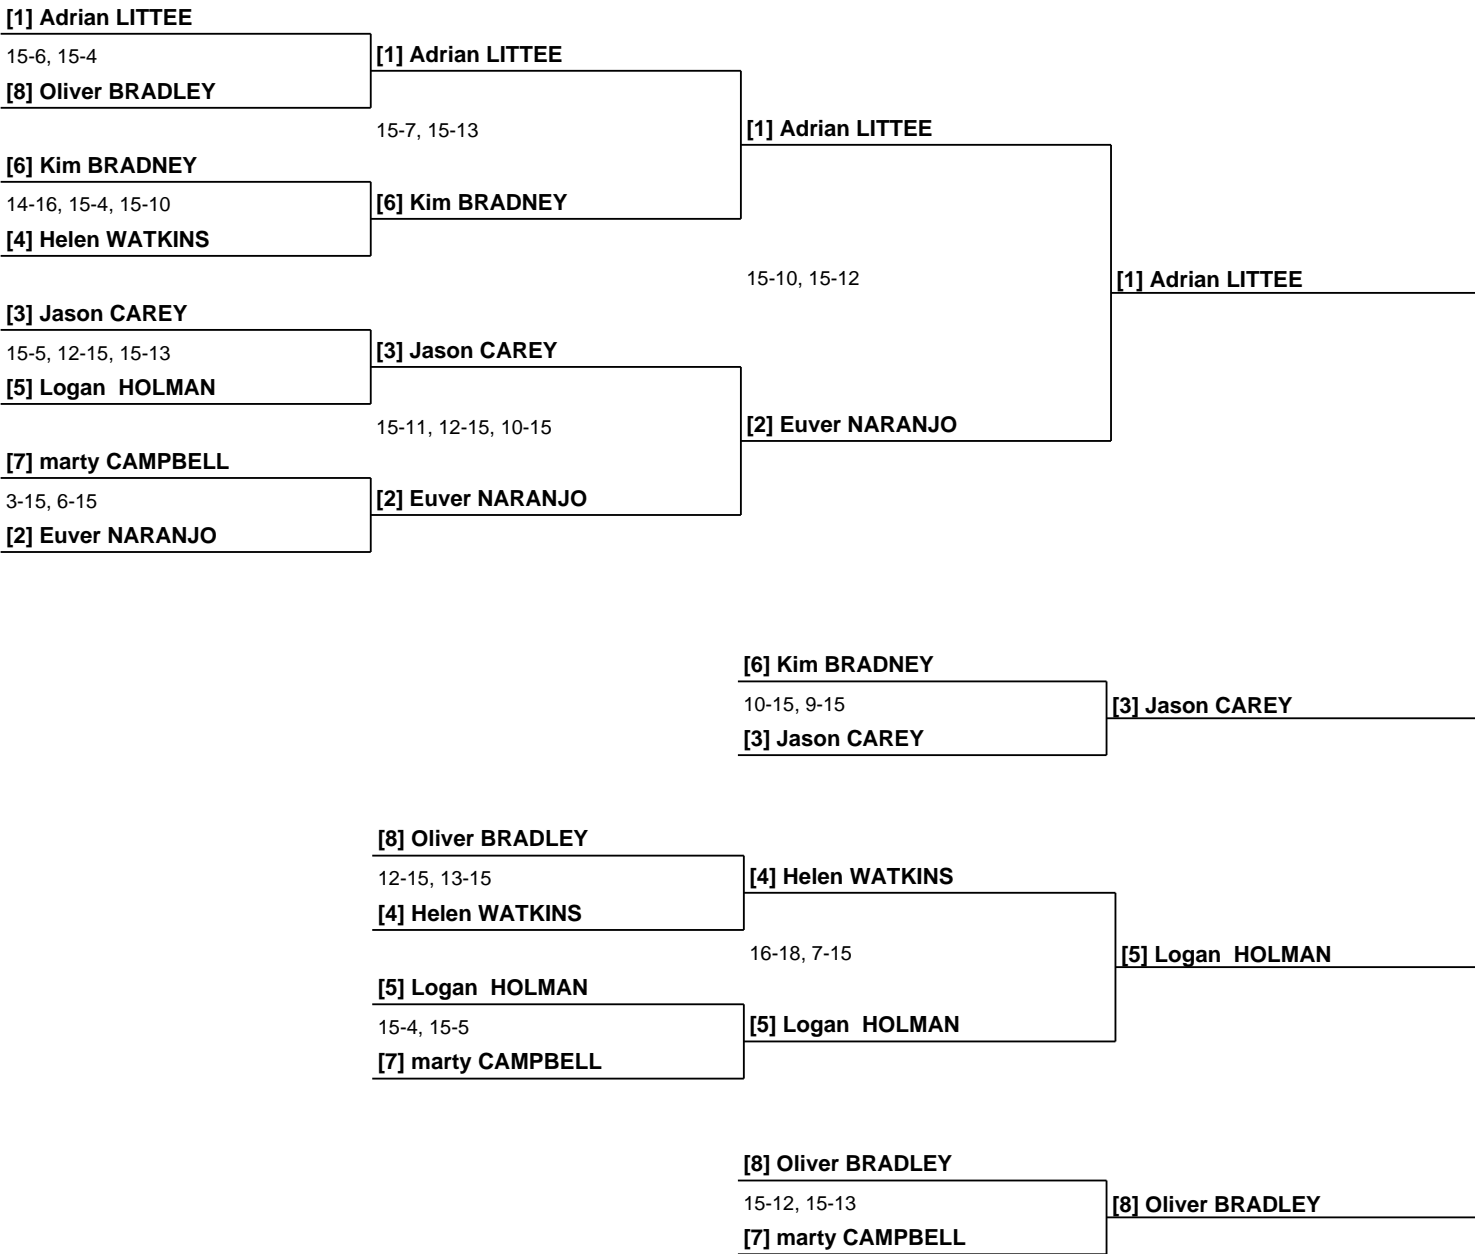 [1] Adrian LITTEE
15-6, 15-4
[1] Adrian LITTEE
[8] Oliver BRADLEY
15-7, 15-13
[1] Adrian LITTEE
[6] Kim BRADNEY
14-16, 15-4, 15-10
[6] Kim BRADNEY
[4] Helen WATKINS
15-10, 15-12
[1] Adrian LITTEE
[3] Jason CAREY
15-5, 12-15, 15-13
[3] Jason CAREY
[5] Logan  HOLMAN
15-11, 12-15, 10-15
[2] Euver NARANJO
[7] marty CAMPBELL
3-15, 6-15
[2] Euver NARANJO
[2] Euver NARANJO
[6] Kim BRADNEY
10-15, 9-15
[3] Jason CAREY
[3] Jason CAREY
[8] Oliver BRADLEY
12-15, 13-15
[4] Helen WATKINS
[4] Helen WATKINS
16-18, 7-15
[5] Logan  HOLMAN
[5] Logan  HOLMAN
15-4, 15-5
[5] Logan  HOLMAN
[7] marty CAMPBELL
[8] Oliver BRADLEY
15-12, 15-13
[8] Oliver BRADLEY
[7] marty CAMPBELL